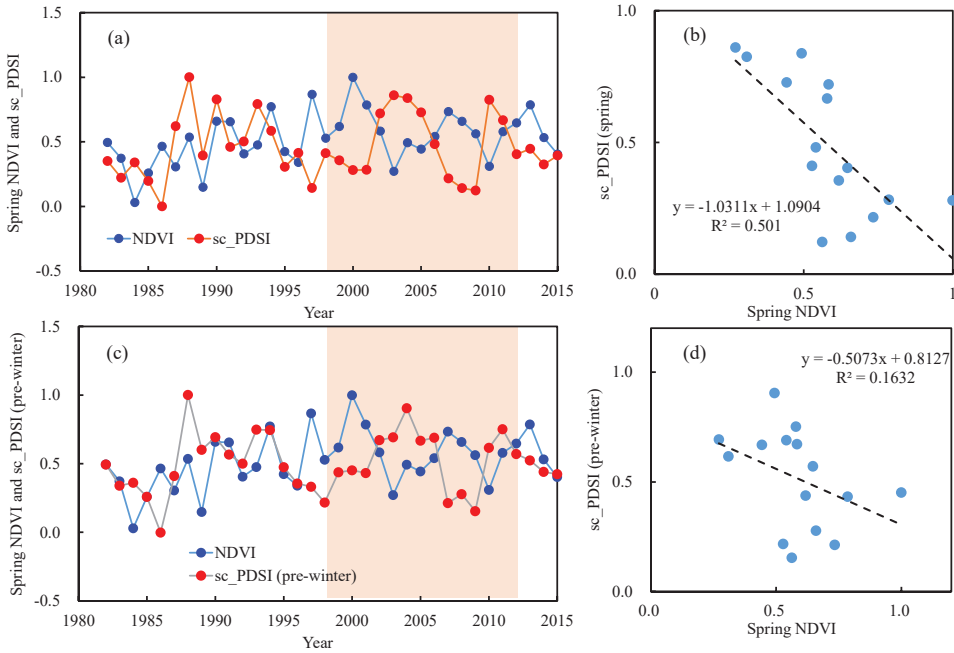 (a)
Spring NDVI and sc_PDSI
1.5
1.0
0.5
0.0
-0.5
NDVI
sc_PDSI
1980
1985
1990
1995
2000
2005
2010
2015
Year
(b)
sc_PDSI (spring)
1.0
0.5
0.0
y = -1.0311x + 1.0904
R² = 0.501
0
0.5
1
Spring NDVI
(c)
Spring NDVI and sc_PDSI (pre-winter)
1.5
1.0
0.5
0.0
-0.5
NDVI
sc_PDSI (pre-winter)
1980
1985
1990
1995
2000
2005
2010
2015
Year
(d)
sc_PDSI (pre-winter)
y = -0.5073x + 0.8127
R² = 0.1632
1.0
0.5
0.0
0.0
0.5
1.0
Spring NDVI